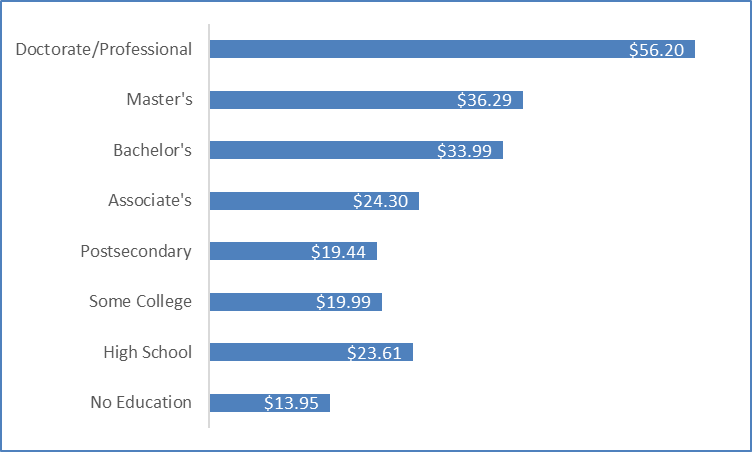 Doctorate/Professional $56.20
Master's $36.29
Bachelor's $33.99
Associate's $24.30
Postsecondary $19.44
Some College $19.99
High School $23.61
No Education $13.95